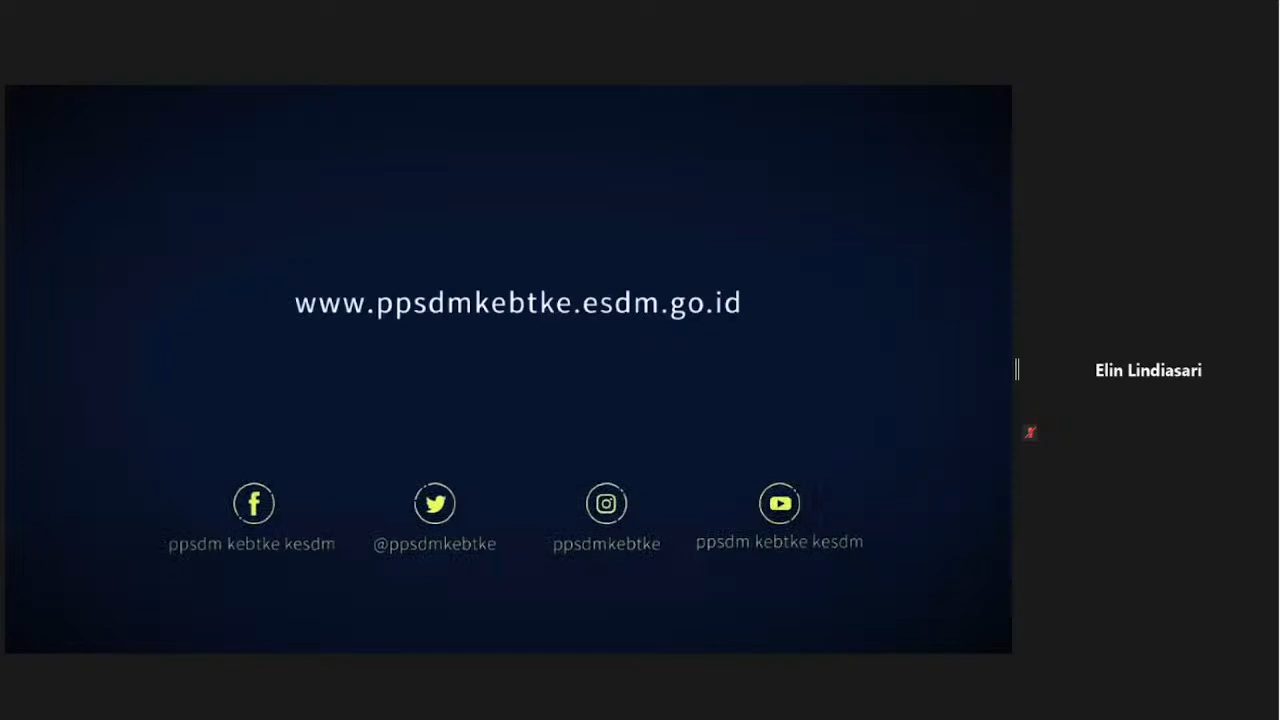 www.ppsdmkebtke.esdm.go.id
Elin Lindiasari
ppsdm kebtke kesdm
@ppsdmkebtke
ppsdmkebtke
ppsdm kebtke kesdm